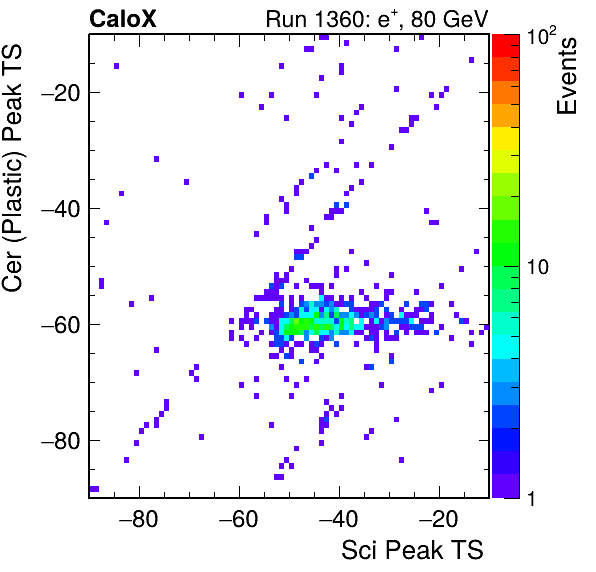 CaloX Run 1360: e⁺, 80 GeV
Cer (Plastic) Peak TS
−20
−40
−60
−80
−80 −60 −40 −20
Sci Peak TS
10²
10
1
Events